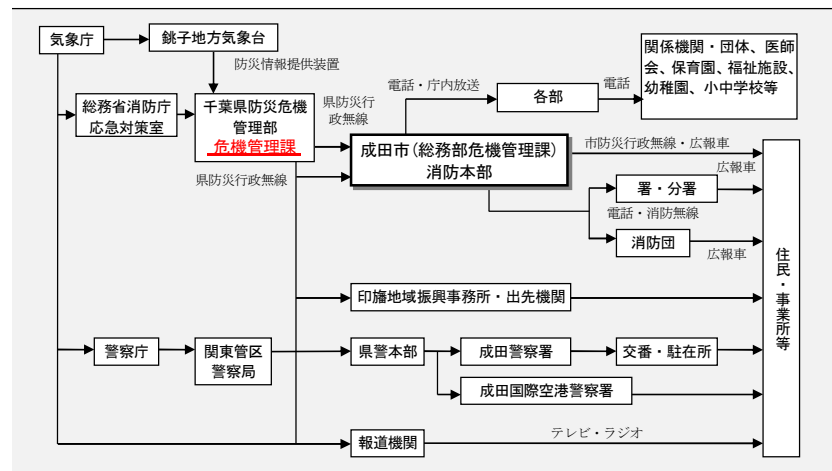 気象庁
銚子地方気象台
防災情報提供装置
関係機関・団体、医師
会、保育園、福祉施設、
幼稚園、小中学校等
電話・庁内放送
各部
電話
総務省消防庁
応急対策室
千葉県防災危機
管理部
危機管理課
県防災行
政無線
成田市(総務部危機管理課)
消防本部
市防災行政無線・広報車
県防災行政無線
署・分署
広報車
電話・消防無線
消防団
広報車
住民・事業所等
印旛地域振興事務所・出先機関
警察庁
関東管区
警察局
県警本部
成田警察署
交番・駐在所
成田国際空港警察署
報道機関
テレビ・ラジオ